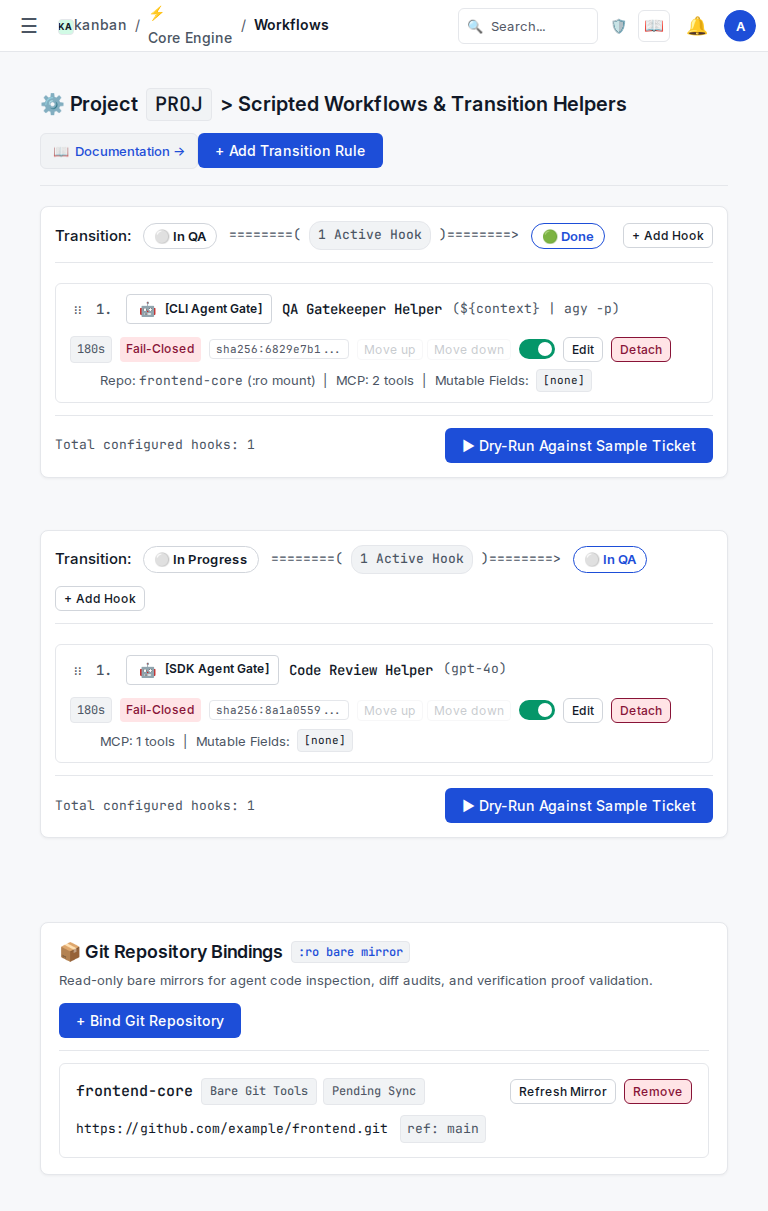 ☰ KA kanban / ⚡ Core Engine / Workflows 🔍 Search... 🛡️ 📖 🔔 A
⚙️ Project PROJ > Scripted Workflows & Transition Helpers
📖 Documentation → + Add Transition Rule
Transition: ⚪ In QA ========( 1 Active Hook )========> 🟢 Done + Add Hook
⠿ 1. 🤖 [CLI Agent Gate] QA Gatekeeper Helper (${context} | agy -p)
180s Fail-Closed sha256:6829e7b1... Move up Move down Edit Detach
Repo: frontend-core (:ro mount) | MCP: 2 tools | Mutable Fields: [none]
Total configured hooks: 1 ▶ Dry-Run Against Sample Ticket
Transition: ⚪ In Progress ========( 1 Active Hook )========> ⚪ In QA
+ Add Hook
⠿ 1. 🤖 [SDK Agent Gate] Code Review Helper (gpt-4o)
180s Fail-Closed sha256:8a1a0559... Move up Move down Edit Detach
MCP: 1 tools | Mutable Fields: [none]
Total configured hooks: 1 ▶ Dry-Run Against Sample Ticket
📦 Git Repository Bindings :ro bare mirror
Read-only bare mirrors for agent code inspection, diff audits, and verification proof validation.
+ Bind Git Repository
frontend-core Bare Git Tools Pending Sync Refresh Mirror Remove
https://github.com/example/frontend.git ref: main